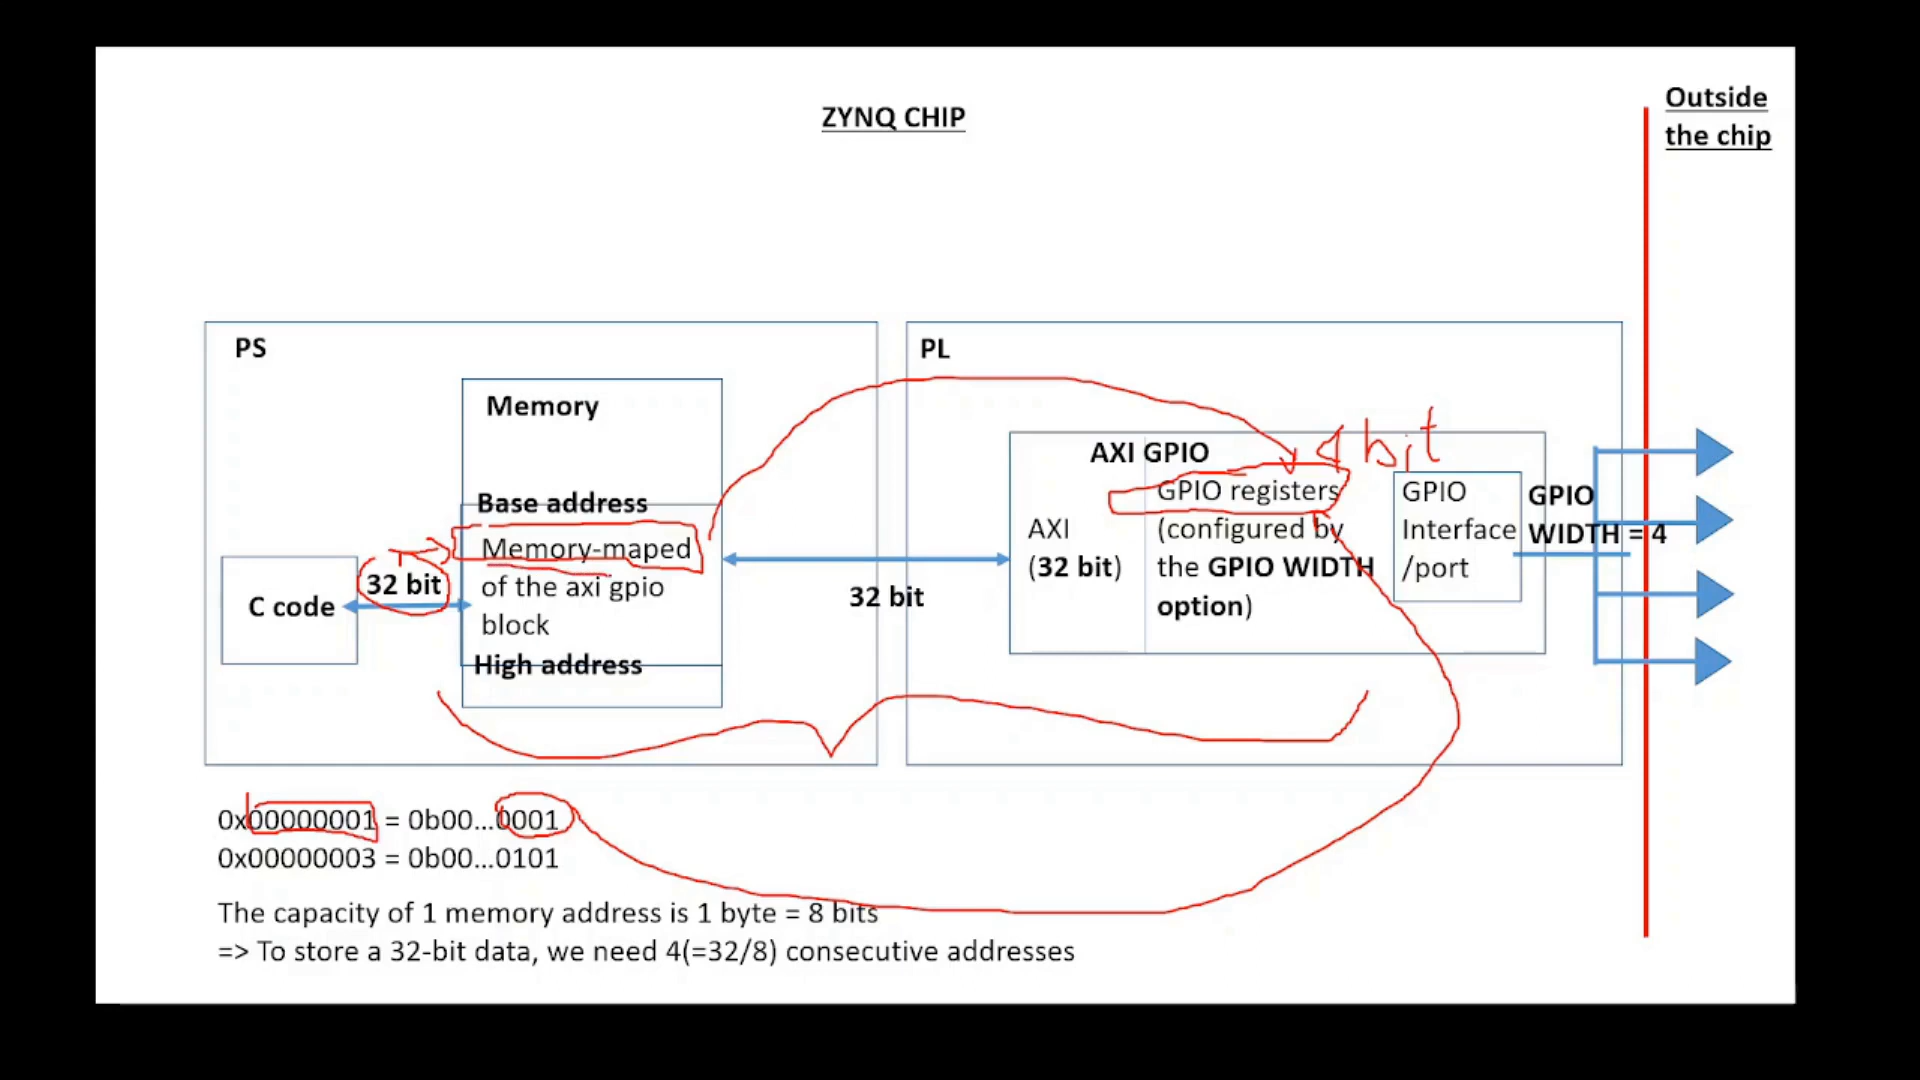 ZYNQ CHIP
Outside
the chip
PS
Memory
Base address
Memory-maped
of the axi gpio
block
High address
C code
32 bit
32 bit
PL
4 bit
AXI GPIO
AXI
(32 bit)
GPIO registers
(configured by
the GPIO WIDTH
option)
GPIO
Interface
/port
GPIO
WIDTH = 4
0x00000001 = 0b00...0001
0x00000003 = 0b00...0101
The capacity of 1 memory address is 1 byte = 8 bits
=> To store a 32-bit data, we need 4(=32/8) consecutive addresses